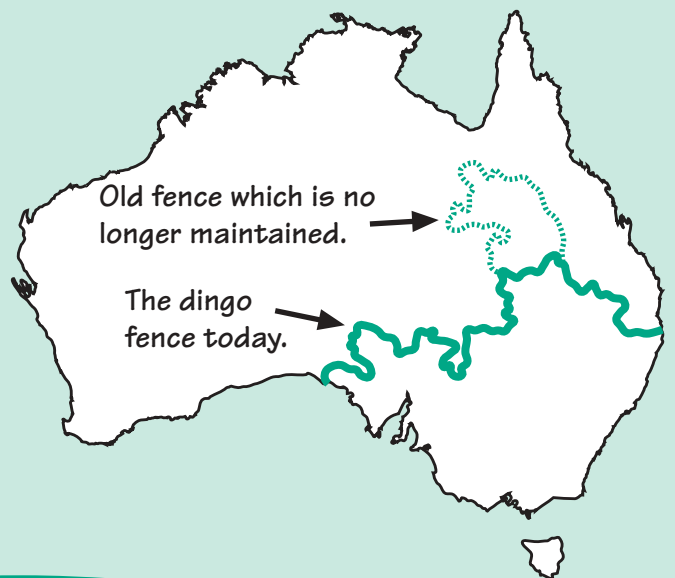 Old fence which is no
longer maintained.
The dingo
fence today.